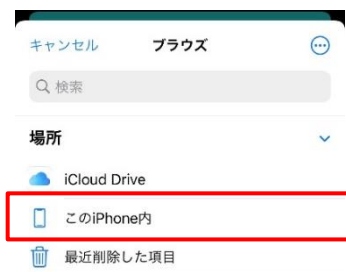 キャンセル ブラウズ
検索
場所
iCloud Drive
このiPhone内
最近削除した項目